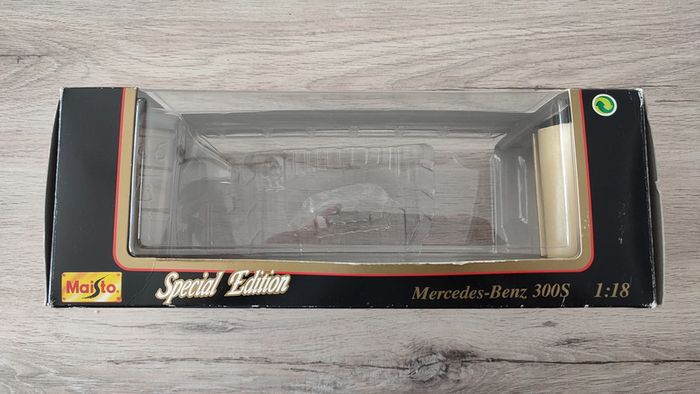 Maisto.
Special Edition
Mercedes-Benz 300S 1:18